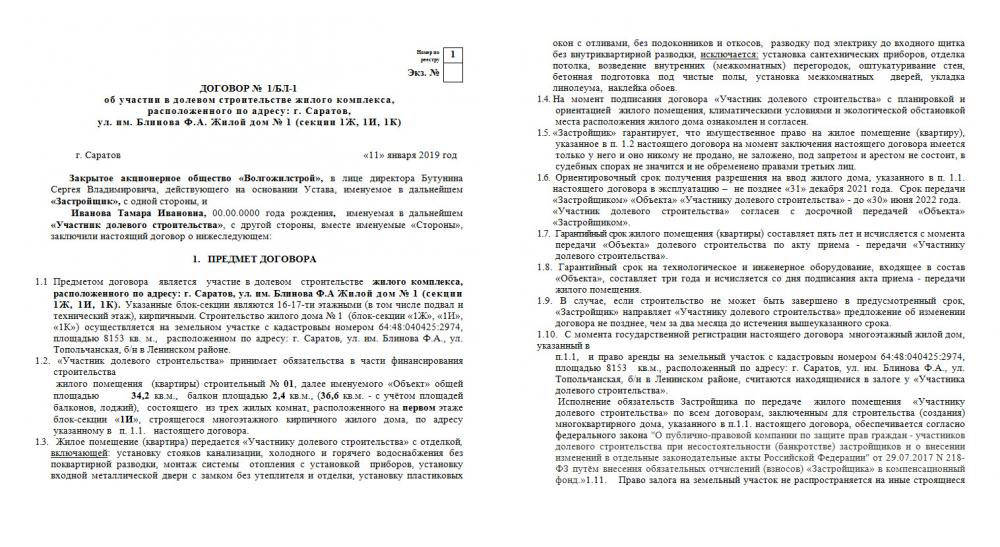 Номер по
реестру
1
Экз. №
ДОГОВОР № 1/БЛ-1
об участии в долевом строительстве жилого комплекса,
расположенного по адресу: г. Саратов,
ул. им. Блинова Ф.А. Жилой дом № 1 (секции 1Ж, 1И, 1К)
г. Саратов «11» января 2019 год
Закрытое акционерное общество «Волгожилстрой», в лице директора Бутунина
Сергея Владимировича, действующего на основании Устава, именуемое в дальнейшем
«Застройщик», с одной стороны, и
Иванова Тамара Ивановна, 00.00.0000 года рождения, именуемая в дальнейшем
«Участник долевого строительства», с другой стороны, вместе именуемые «Стороны»,
заключили настоящий договор о нижеследующем:
1. ПРЕДМЕТ ДОГОВОРА
1.1 Предметом договора является участие в долевом строительстве жилого комплекса,
расположенного по адресу: г. Саратов, ул. им. Блинова Ф.А Жилой дом № 1 (секции
1Ж, 1И, 1К). Указанные блок-секции являются 16-17-ти этажными (в том числе подвал и
технический этаж), кирпичными. Строительство жилого дома № 1 (блок-секции «1Ж», «1И»,
«1К») осуществляется на земельном участке с кадастровым номером 64:48:040425:2974,
площадью 8153 кв. м., расположенном по адресу: г. Саратов, ул. им. Блинова Ф.А., ул.
Топольчанская, б/н в Ленинском районе.
1.2. «Участник долевого строительства» принимает обязательства в части финансирования
строительства
жилого помещения (квартиры) строительный № 01, далее именуемого «Объект» общей
площадью 34,2 кв.м., балкон площадью 2,4 кв.м., (36,6 кв.м. - с учётом площадей
балконов, лоджий), состоящего из трех жилых комнат, расположенного на первом этаже
блок-секции «1И», строящегося многоэтажного кирпичного жилого дома, по адресу
указанному в п. 1.1. настоящего договора.
1.3. Жилое помещение (квартира) передается «Участнику долевого строительства» с отделкой,
включающей: установку стояков канализации, холодного и горячего водоснабжения без
поквартирной разводки, монтаж системы отопления с установкой приборов, установку
входной металлической двери с замком без утеплителя и отделки, установку пластиковых
окон с отливами, без подоконников и откосов, разводку под электрику до входного щитка
без внутриквартирной разводки, исключается: установка сантехнических приборов, отделка
потолка, возведение внутренних (межкомнатных) перегородок, оштукатуривание стен,
бетонная подготовка под чистые полы, установка межкомнатных дверей, укладка
линолеума, наклейка обоев.
1.4. На момент подписания договора «Участник долевого строительства» с планировкой и
ориентацией жилого помещения, климатическими условиями и экологической обстановкой
места расположения жилого дома ознакомлен и согласен.
1.5. «Застройщик» гарантирует, что имущественное право на жилое помещение (квартиру),
указанное в п. 1.2 настоящего договора на момент заключения настоящего договора имеется
только у него и оно никому не продано, не заложено, под запретом и арестом не состоит, в
судебных спорах не значится и не обременено правами третьих лиц.
1.6. Ориентировочный срок получения разрешения на ввод жилого дома, указанного в п. 1.1.
настоящего договора в эксплуатацию – не позднее «31» декабря 2021 года. Срок передачи
«Застройщиком» «Объекта» «Участнику долевого строительства» - до «30» июня 2022 года.
«Участник долевого строительства» согласен с досрочной передачей «Объекта»
«Застройщиком».
1.7. Гарантийный срок жилого помещения (квартиры) составляет пять лет и исчисляется с момента
передачи «Объекта» долевого строительства по акту приема - передачи «Участнику
долевого строительства».
1.8. Гарантийный срок на технологическое и инженерное оборудование, входящее в состав
«Объекта», составляет три года и исчисляется со дня подписания акта приема - передачи
жилого помещения.
1.9. В случае, если строительство не может быть завершено в предусмотренный срок,
«Застройщик» направляет «Участнику долевого строительства» предложение об изменении
договора не позднее, чем за два месяца до истечения вышеуказанного срока.
1.10. С момента государственной регистрации настоящего договора многоэтажный жилой дом,
указанный в
п.1.1, и право аренды на земельный участок с кадастровым номером 64:48:040425:2974,
площадью 8153 кв.м., расположенный по адресу: г. Саратов, ул. им. Блинова Ф.А., ул.
Топольчанская, б/н в Ленинском районе, считаются находящимися в залоге у «Участника
долевого строительства».
Исполнение обязательств Застройщика по передаче жилого помещения «Участнику
долевого строительства» по всем договорам, заключенным для строительства (создания)
многоквартирного дома, указанного в п.1.1. настоящего договора, обеспечивается согласно
федерального закона "О публично-правовой компании по защите прав граждан - участников
долевого строительства при несостоятельности (банкротстве) застройщиков и о внесении
изменений в отдельные законодательные акты Российской Федерации" от 29.07.2017 N 218-
ФЗ путём внесения обязательных отчислений (взносов) «Застройщика» в компенсационный
фонд.»1.11. Право залога на земельный участок не распространяется на иные строящиеся